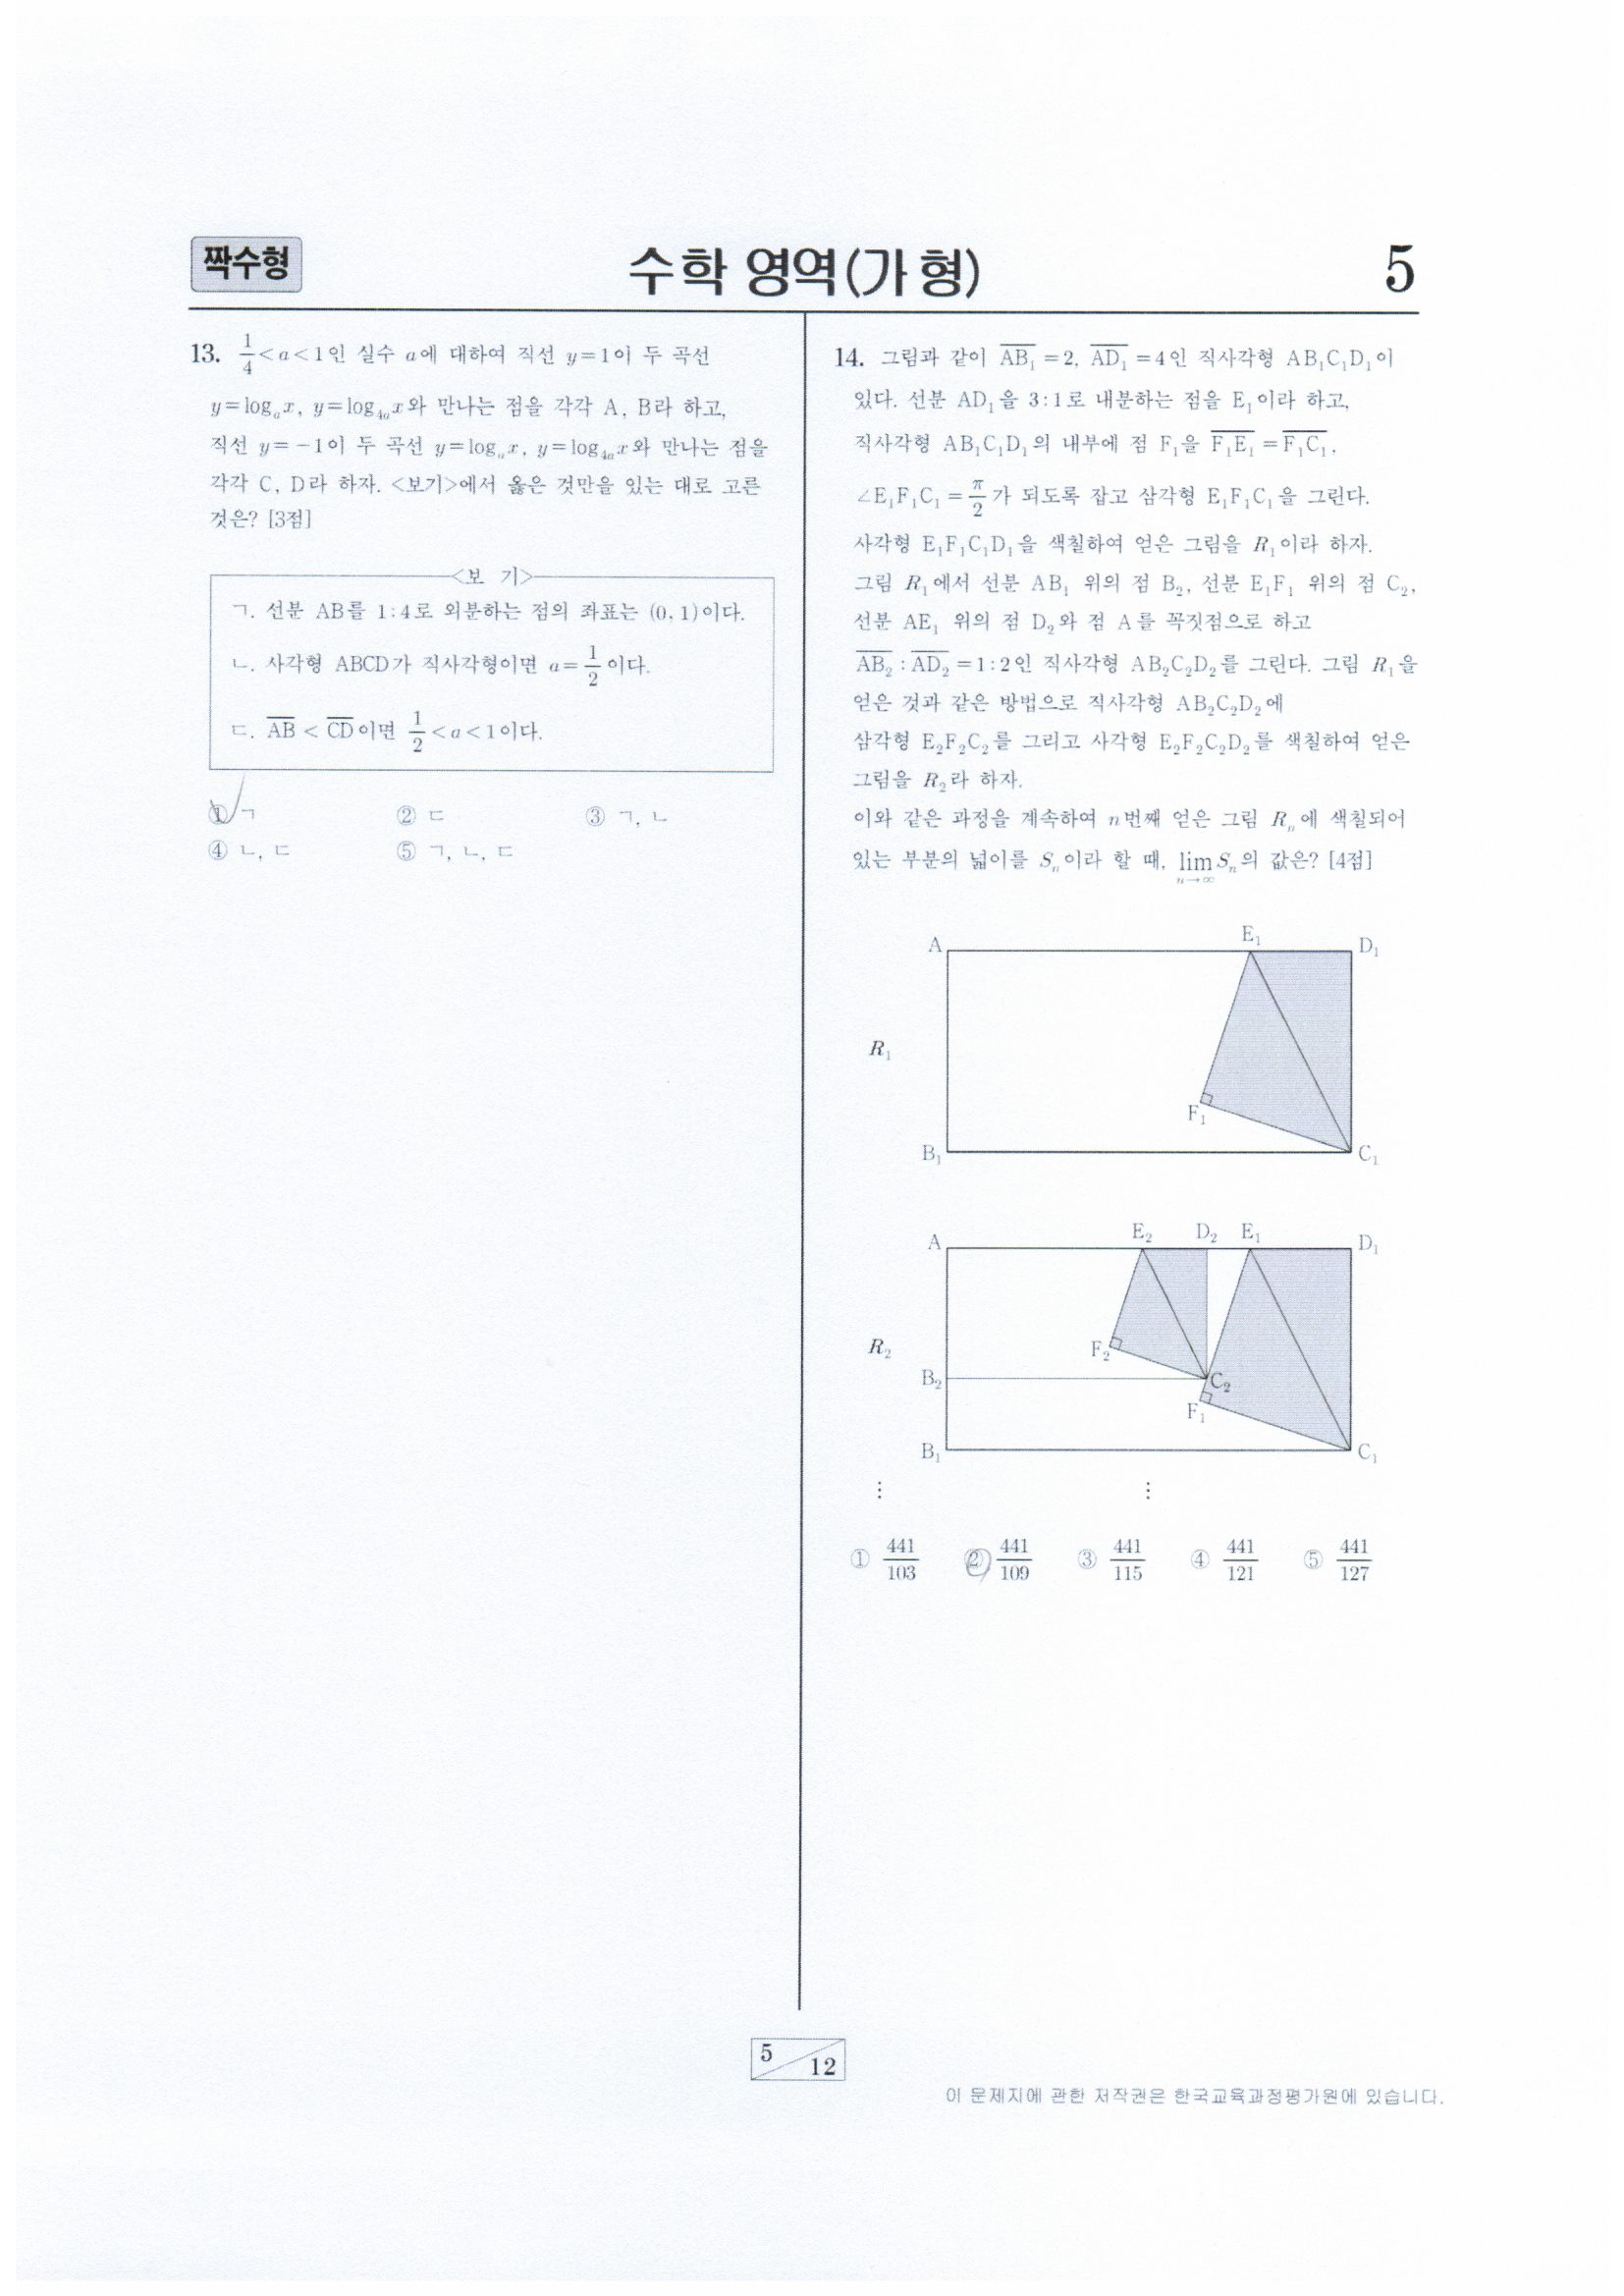 짝수형
수학 영역(가형)
5
13. $\frac{1}{4}<a<1$인 실수 $a$에 대하여 직선 $y=1$이 두 곡선
$y=\log_a x$, $y=\log_{4a} x$와 만나는 점을 각각 A, B라 하고,
직선 $y=-1$이 두 곡선 $y=\log_a x$, $y=\log_{4a} x$와 만나는 점을
각각 C, D라 하자. <보기>에서 옳은 것만을 있는 대로 고른
것은? [3점]
<보 기>
ㄱ. 선분 AB를 1:4로 외분하는 점의 좌표는 (0, 1)이다.
ㄴ. 사각형 ABCD가 직사각형이면 $a=\frac{1}{2}$이다.
ㄷ. $\overline{AB}<\overline{CD}$이면 $\frac{1}{2}<a<1$이다.
① ㄱ ② ㄷ ③ ㄱ, ㄴ
④ ㄴ, ㄷ ⑤ ㄱ, ㄴ, ㄷ
14. 그림과 같이 $\overline{AB_1}=2$, $\overline{AD_1}=4$인 직사각형 $AB_1C_1D_1$이
있다. 선분 $AD_1$을 3:1로 내분하는 점을 $E_1$이라 하고,
직사각형 $AB_1C_1D_1$의 내부에 점 $F_1$을 $\overline{F_1E_1}=\overline{F_1C_1}$,
$\angle E_1F_1C_1=\frac{\pi}{2}$가 되도록 잡고 삼각형 $E_1F_1C_1$을 그린다.
사각형 $E_1F_1C_1D_1$을 색칠하여 얻은 그림을 $R_1$이라 하자.
그림 $R_1$에서 선분 $AB_1$ 위의 점 $B_2$, 선분 $E_1F_1$ 위의 점 $C_2$,
선분 $AE_1$ 위의 점 $D_2$와 점 A를 꼭짓점으로 하고
$\overline{AB_2}:\overline{AD_2}=1:2$인 직사각형 $AB_2C_2D_2$를 그린다. 그림 $R_1$을
얻은 것과 같은 방법으로 직사각형 $AB_2C_2D_2$에
삼각형 $E_2F_2C_2$를 그리고 사각형 $E_2F_2C_2D_2$를 색칠하여 얻은
그림을 $R_2$라 하자.
이와 같은 과정을 계속하여 $n$번째 얻은 그림 $R_n$에 색칠되어
있는 부분의 넓이를 $S_n$이라 할 때, $\lim_{n\to\infty} S_n$의 값은? [4점]
A E₁ D₁
R₁
F₁
B₁ C₁
A E₂ D₂ E₁ D₁
R₂
F₂
B₂ C₂
F₁
B₁ C₁
⋮ ⋮
① $\frac{441}{103}$ ② $\frac{441}{109}$ ③ $\frac{441}{115}$ ④ $\frac{441}{121}$ ⑤ $\frac{441}{127}$
5
12
이 문제지에 관한 저작권은 한국교육과정평가원에 있습니다.